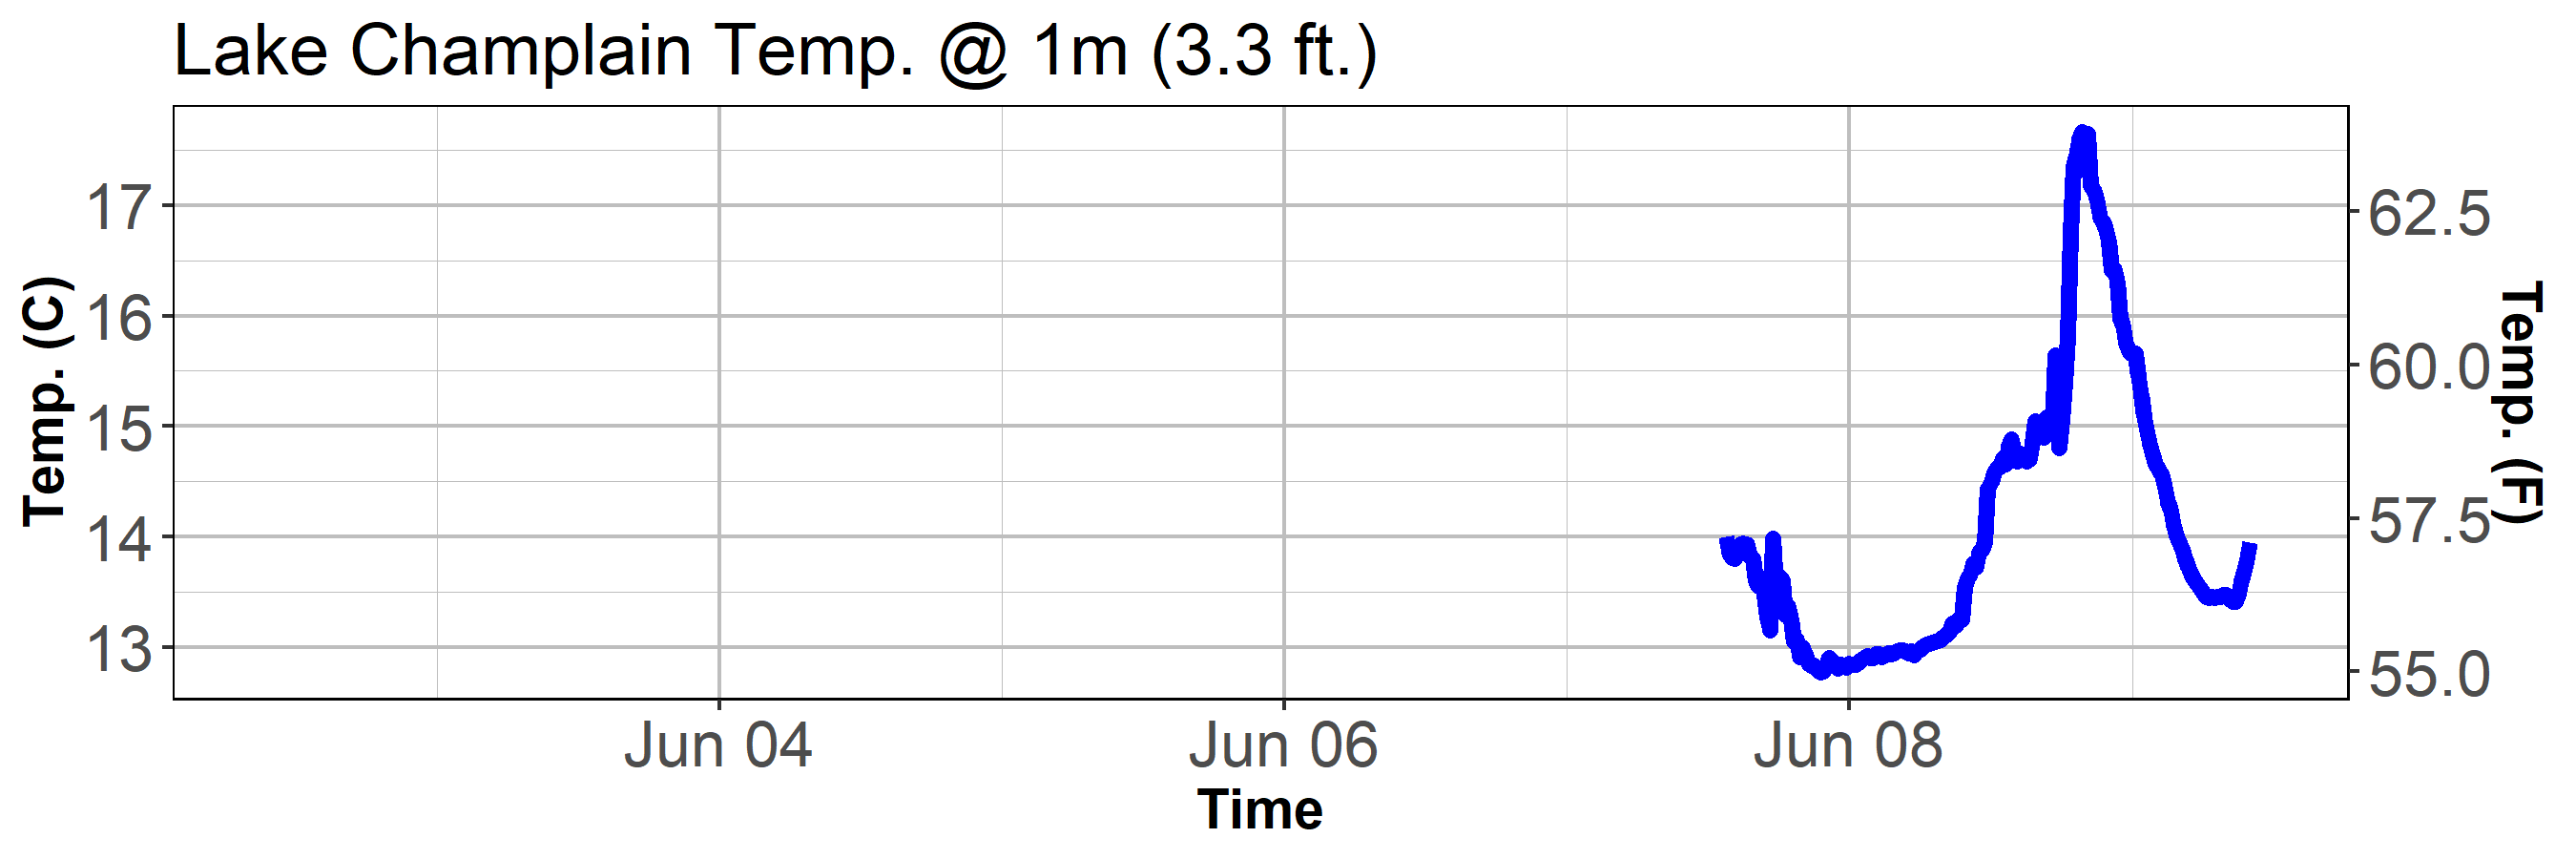 Lake Champlain Temp. @ 1m (3.3 ft.)
Temp. (C)
17
16
15
14
13
62.5
60.0
57.5
55.0
Temp. (F)
Jun 04
Jun 06
Jun 08
Time